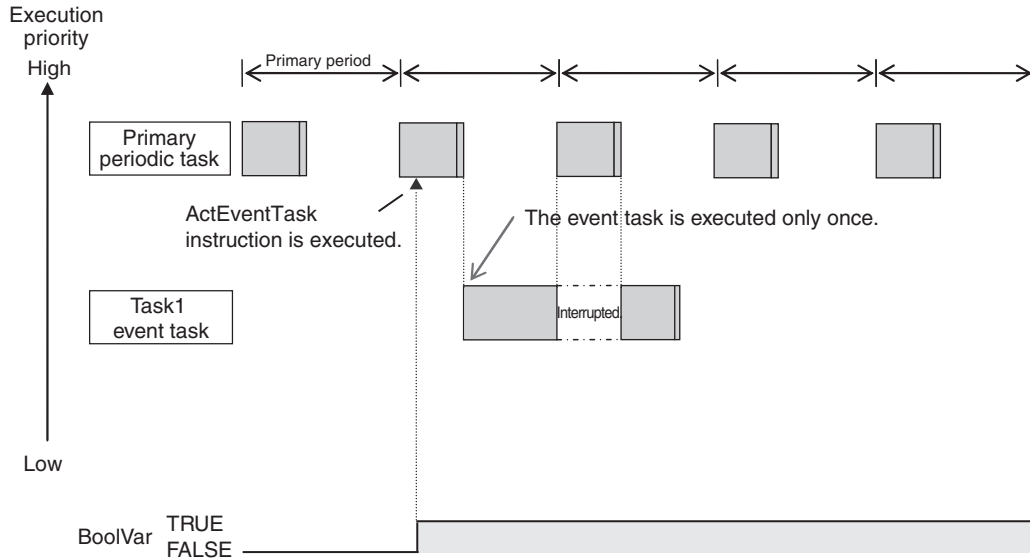 Execution
priority
High
Primary period
Primary
periodic task
ActEventTask
instruction is executed.
The event task is executed only once.
Task1
event task
Interrupted.
Low
BoolVar
TRUE
FALSE